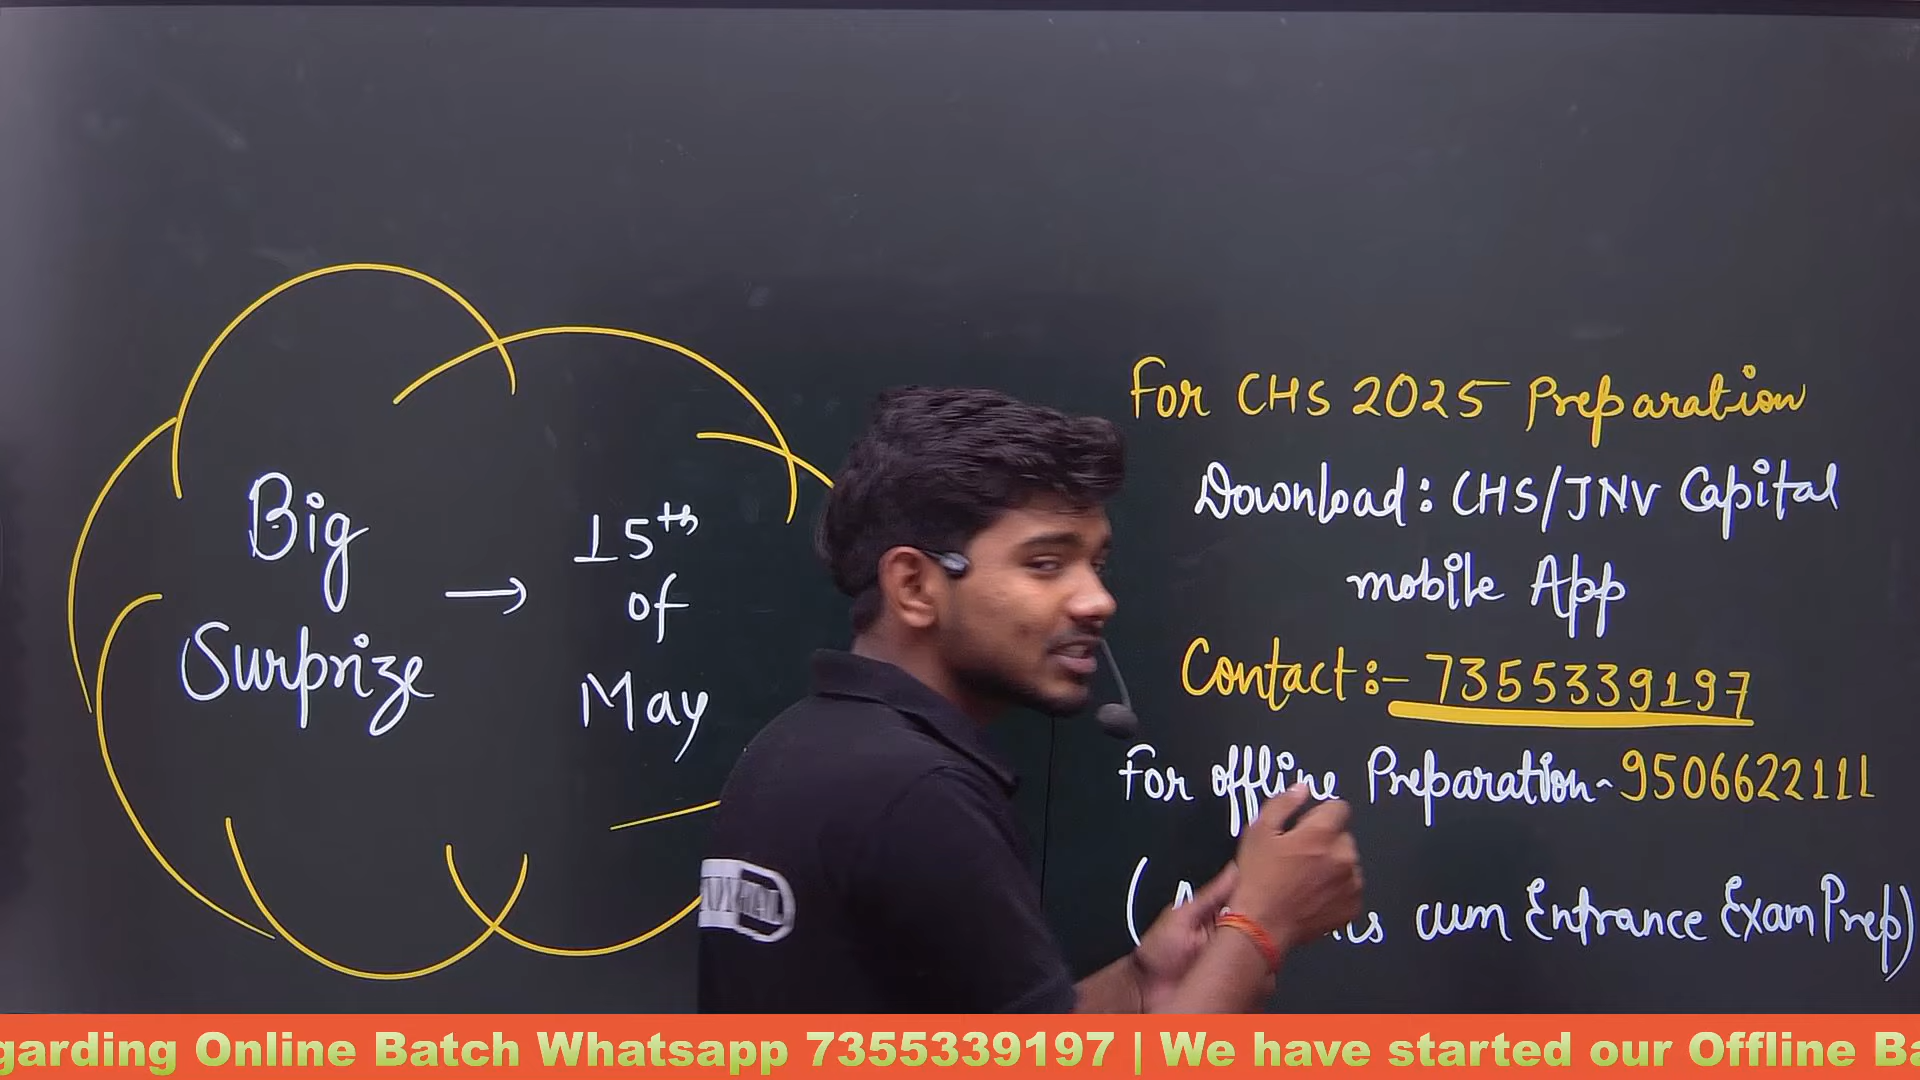 Big
Surprize
→
15th
of
May
For CHS 2025 Preparation
Download: CHS/JNV Capital
mobile App
Contact:- 7355339197
For offline Preparation- 9506622111
( cum Entrance Exam Prep)
garding Online Batch Whatsapp 7355339197 | We have started our Offline Ba